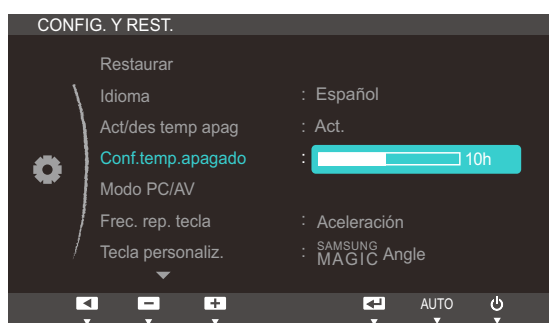 CONFIG. Y REST.
Restaurar
Idioma : Español
Act/des temp apag : Act.
Conf.temp.apagado : 10h
Modo PC/AV
Frec. rep. tecla : Aceleración
Tecla personaliz. : SAMSUNG MAGIC Angle
AUTO